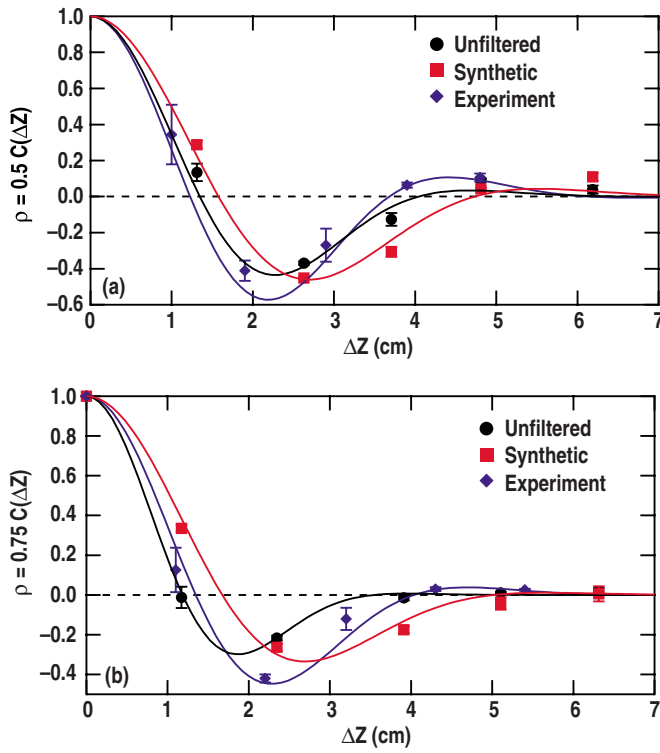 1.0
0.8
0.6
0.4
0.2
0.0
−0.2
−0.4
−0.6
ρ = 0.5 C(ΔZ)
Unfiltered
Synthetic
Experiment
(a)
0 1 2 3 4 5 6 7
ΔZ (cm)
1.0
0.8
0.6
0.4
0.2
0.0
−0.2
−0.4
ρ = 0.75 C(ΔZ)
Unfiltered
Synthetic
Experiment
(b)
0 1 2 3 4 5 6 7
ΔZ (cm)